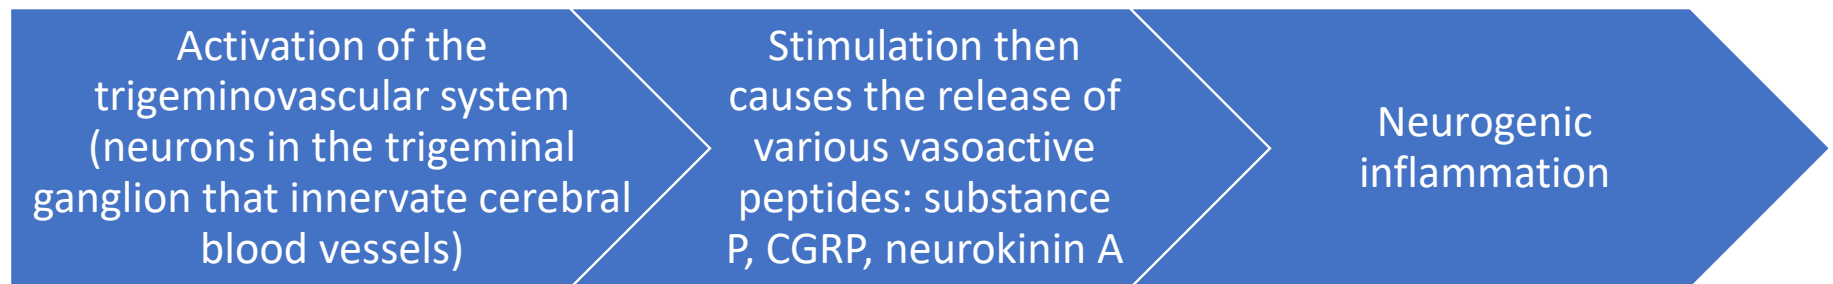 Activation of the
trigeminovascular system
(neurons in the trigeminal
ganglion that innervate cerebral
blood vessels)
Stimulation then
causes the release of
various vasoactive
peptides: substance
P, CGRP, neurokinin A
Neurogenic
inflammation